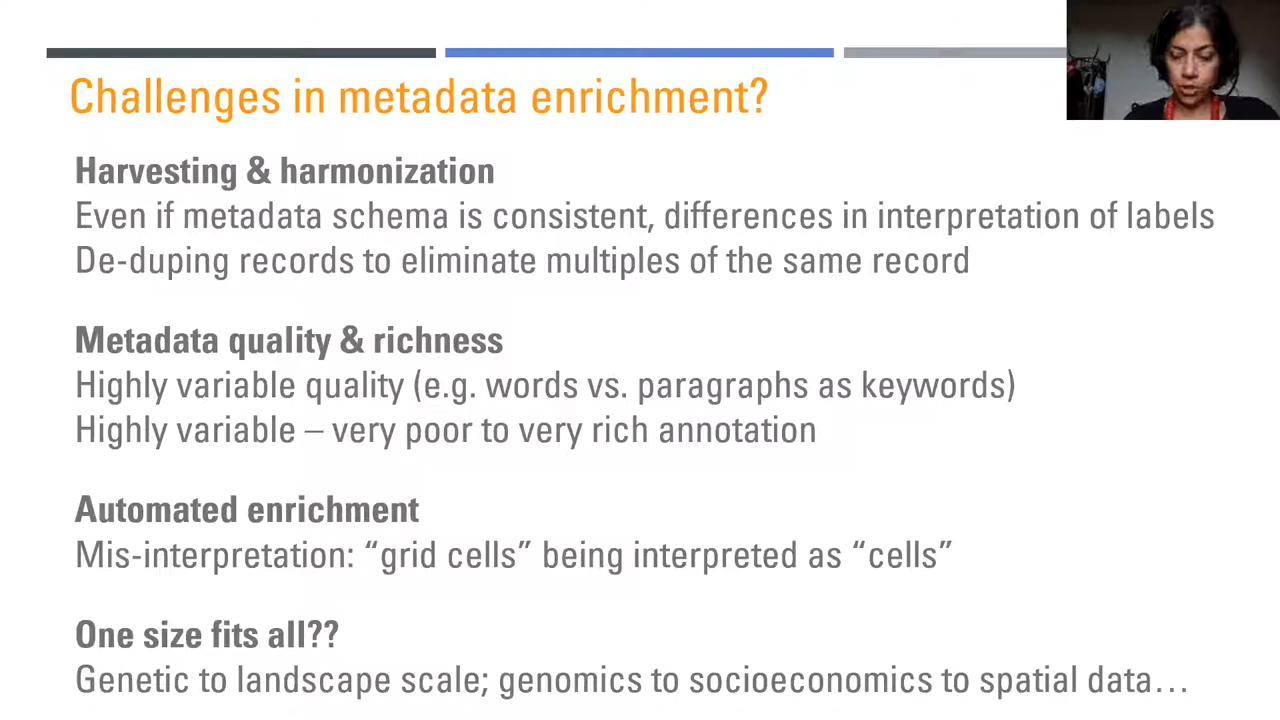 Challenges in metadata enrichment?
Harvesting & harmonization
Even if metadata schema is consistent, differences in interpretation of labels
De-duping records to eliminate multiples of the same record
Metadata quality & richness
Highly variable quality (e.g. words vs. paragraphs as keywords)
Highly variable – very poor to very rich annotation
Automated enrichment
Mis-interpretation: “grid cells” being interpreted as “cells”
One size fits all??
Genetic to landscape scale; genomics to socioeconomics to spatial data…